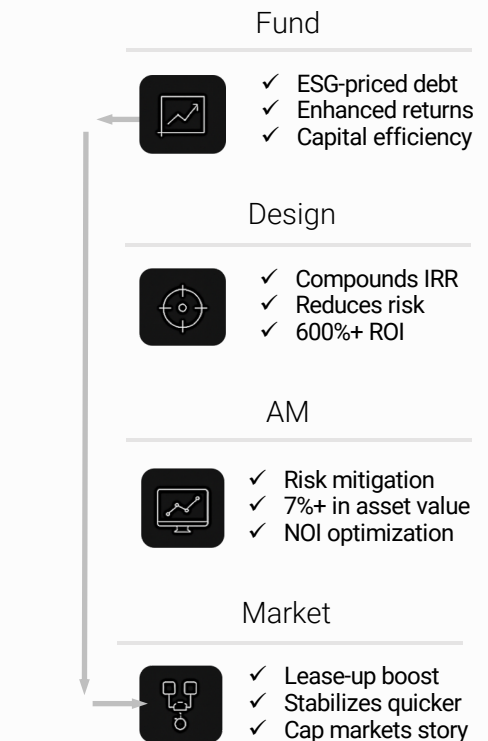 Fund
✓ ESG-priced debt
✓ Enhanced returns
✓ Capital efficiency
Design
✓ Compounds IRR
✓ Reduces risk
✓ 600%+ ROI
AM
✓ Risk mitigation
✓ 7%+ in asset value
✓ NOI optimization
Market
✓ Lease-up boost
✓ Stabilizes quicker
✓ Cap markets story